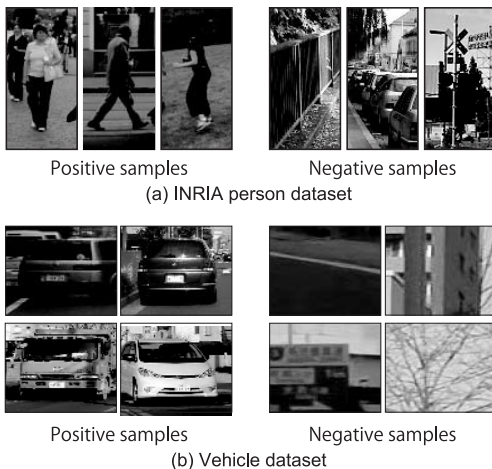 Positive samples
Negative samples
(a) INRIA person dataset
Positive samples
Negative samples
(b) Vehicle dataset